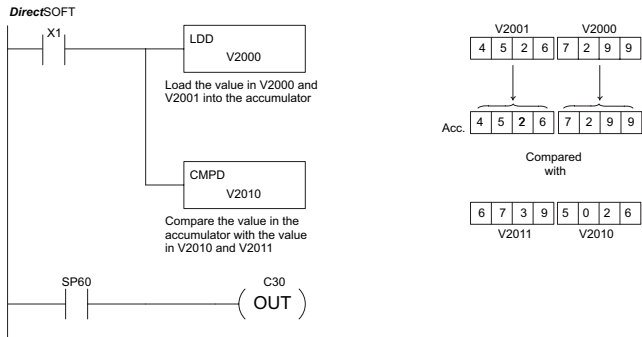 DirectSOFT
X1
LDD
V2000
Load the value in V2000 and
V2001 into the accumulator
CMPD
V2010
Compare the value in the
accumulator with the value
in V2010 and V2011
SP60
C30
OUT
V2001 V2000
4 5 2 6 7 2 9 9
Acc. 4 5 2 6 7 2 9 9
Compared
with
6 7 3 9 5 0 2 6
V2011 V2010